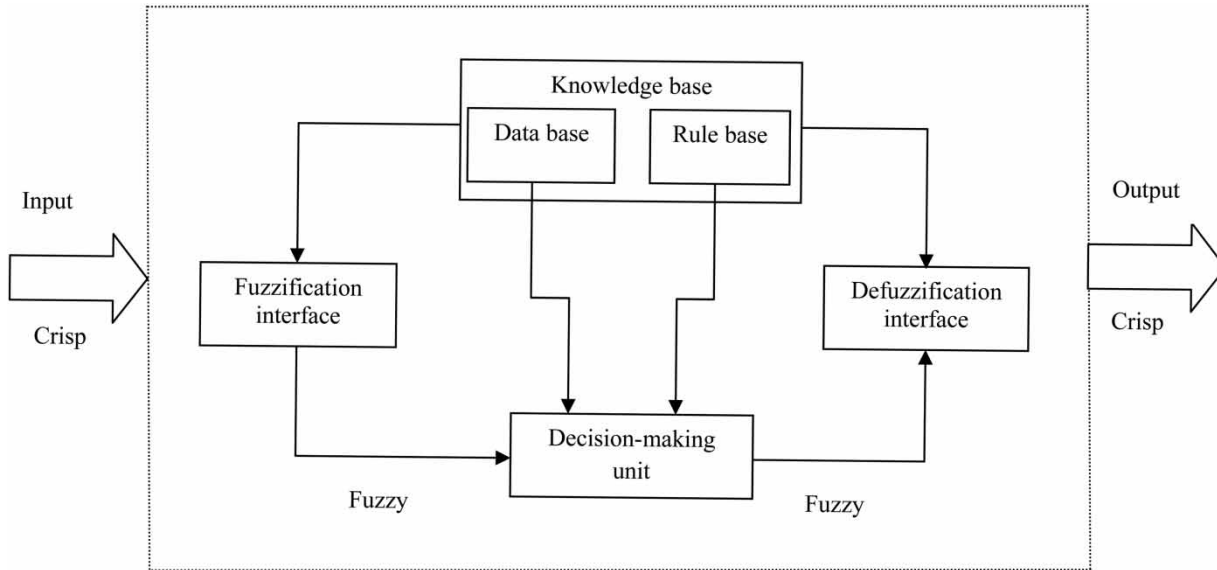 Knowledge base
Data base
Rule base
Input
Crisp
Fuzzification
interface
Defuzzification
interface
Output
Crisp
Decision-making
unit
Fuzzy
Fuzzy